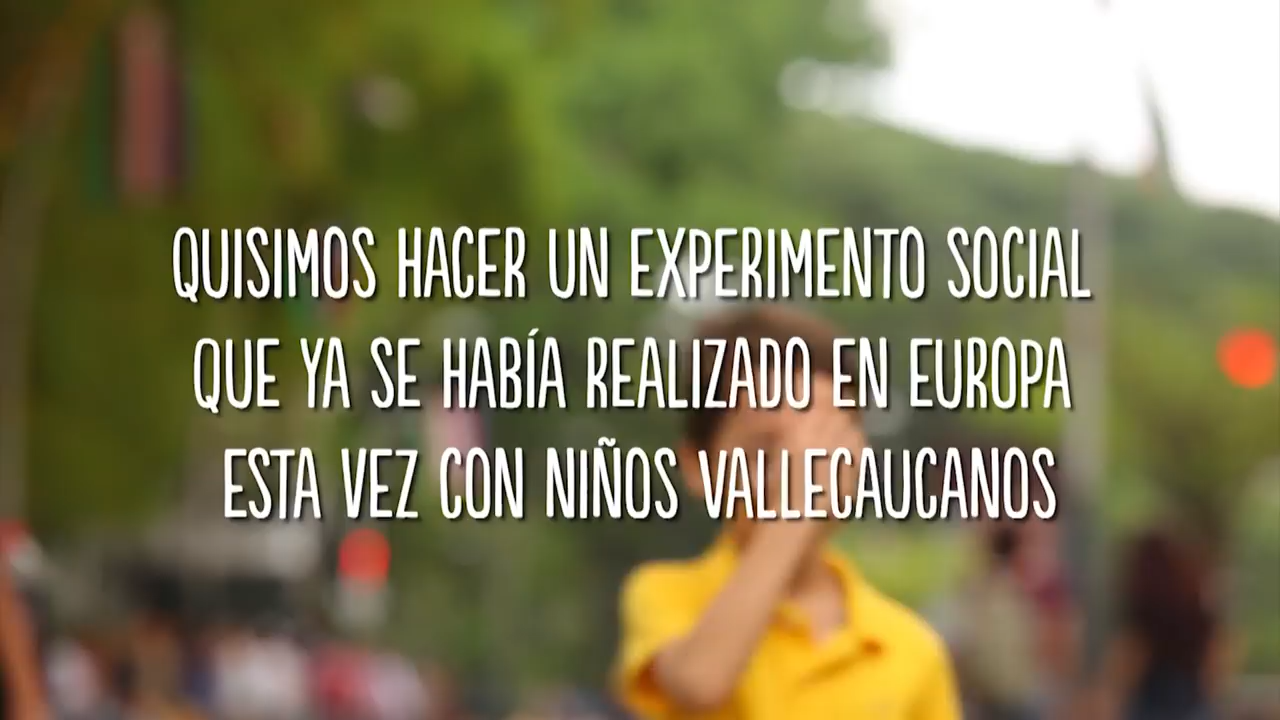 QUISIMOS HACER UN EXPERIMENTO SOCIAL
QUE YA SE HABÍA REALIZADO EN EUROPA
ESTA VEZ CON NIÑOS VALLECAUCANOS